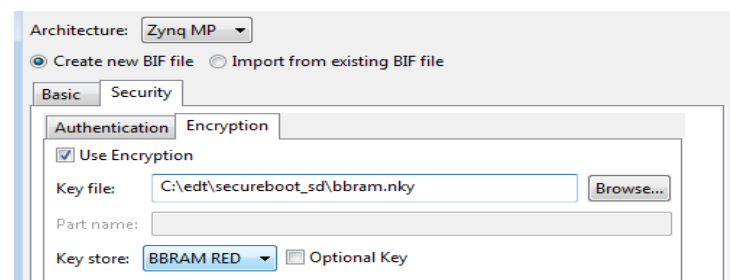 Architecture: Zynq MP
Create new BIF file Import from existing BIF file
Basic Security
Authentication Encryption
Use Encryption
Key file: C:\edt\secureboot_sd\bbram.nky Browse...
Part name:
Key store: BBRAM RED Optional Key